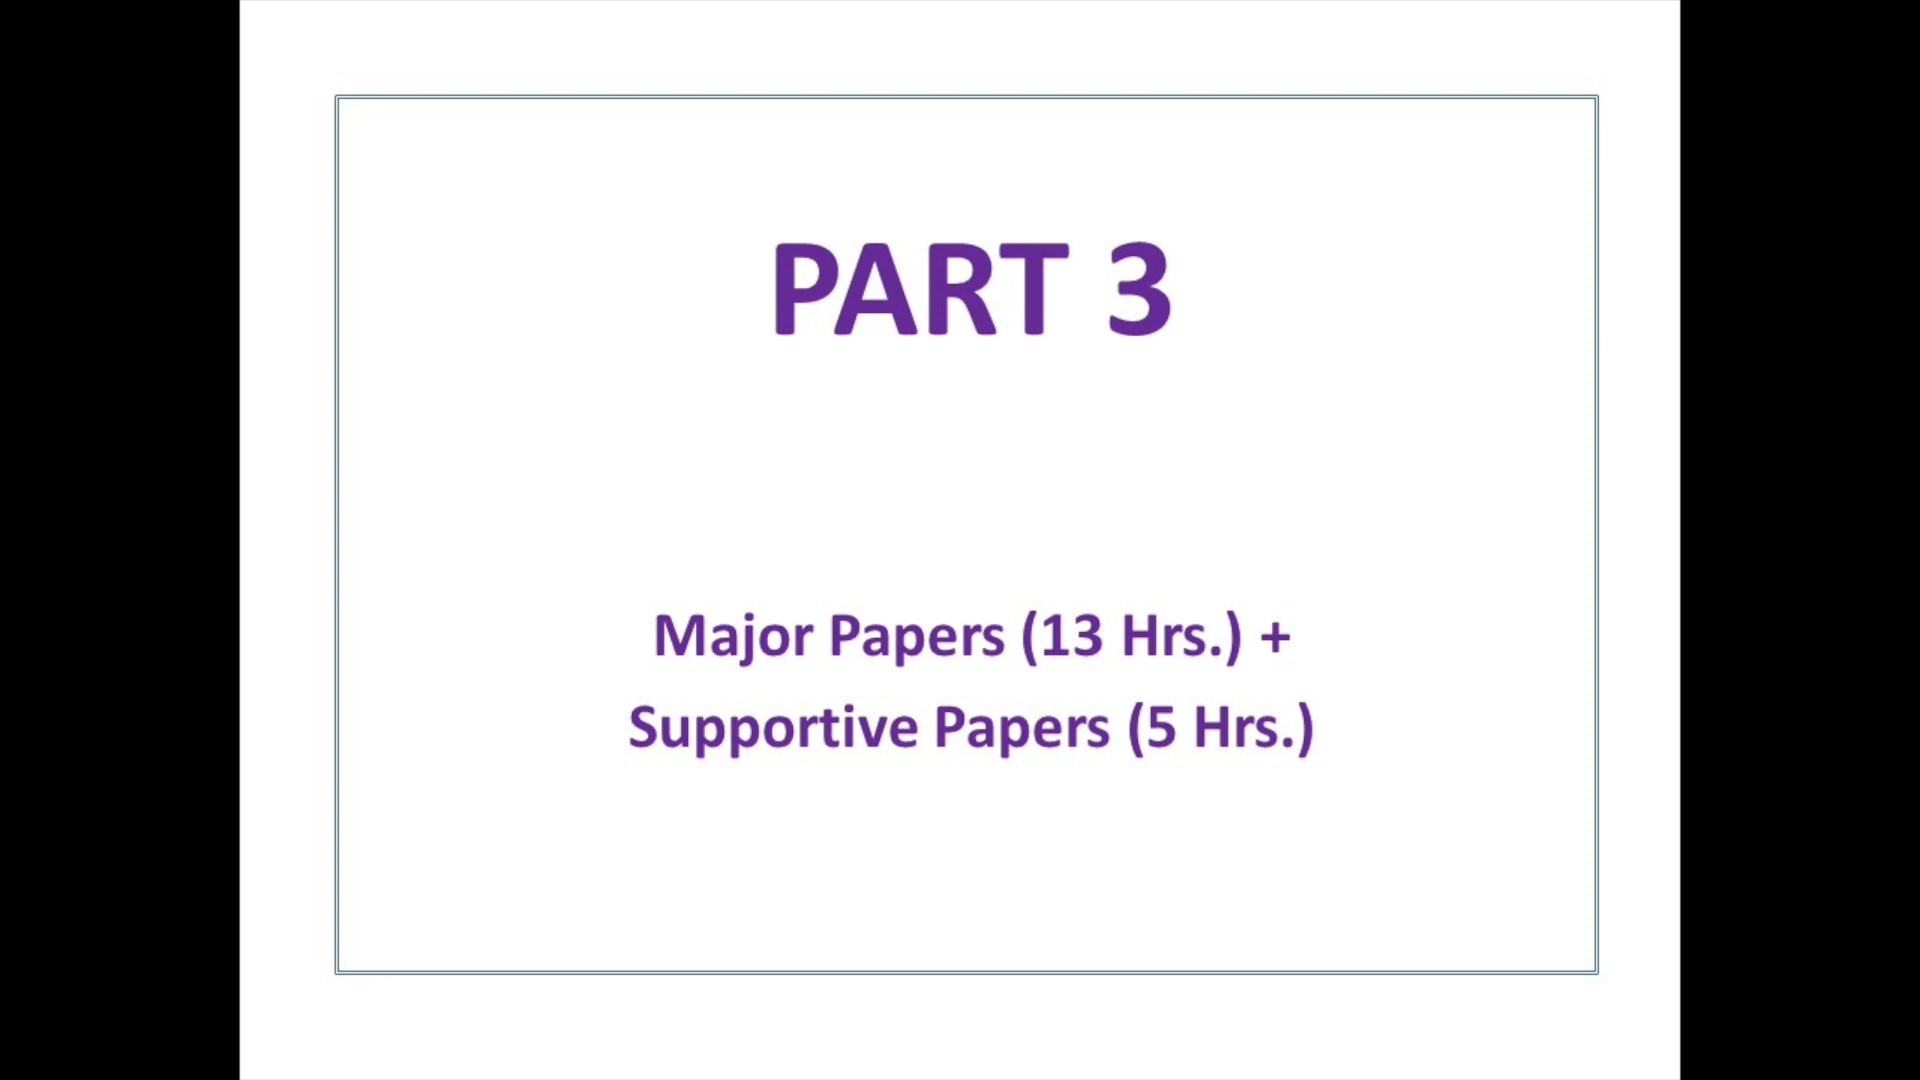 PART 3
Major Papers (13 Hrs.) +
Supportive Papers (5 Hrs.)